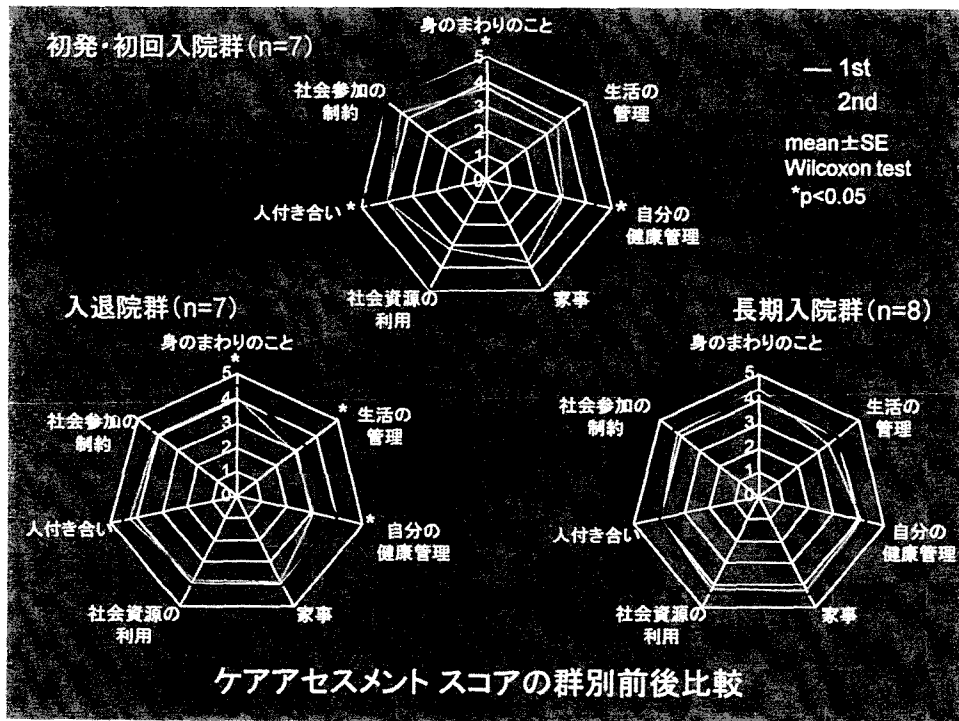 初発・初回入院群(n=7)
身のまわりのこと
*
5
4
3
2
1
0
生活の
管理
* 自分の
健康管理
家事
社会資源の
利用
人付き合い *
社会参加の
制約
— 1st
2nd
mean±SE
Wilcoxon test
*p<0.05
入退院群(n=7)
身のまわりのこと
*
5
4
3
2
1
0
* 生活の
管理
* 自分の
健康管理
家事
社会資源の
利用
人付き合い
社会参加の
制約
長期入院群(n=8)
身のまわりのこと
5
4
3
2
1
0
生活の
管理
自分の
健康管理
家事
社会資源の
利用
人付き合い
社会参加の
制約
ケアアセスメント スコアの群別前後比較